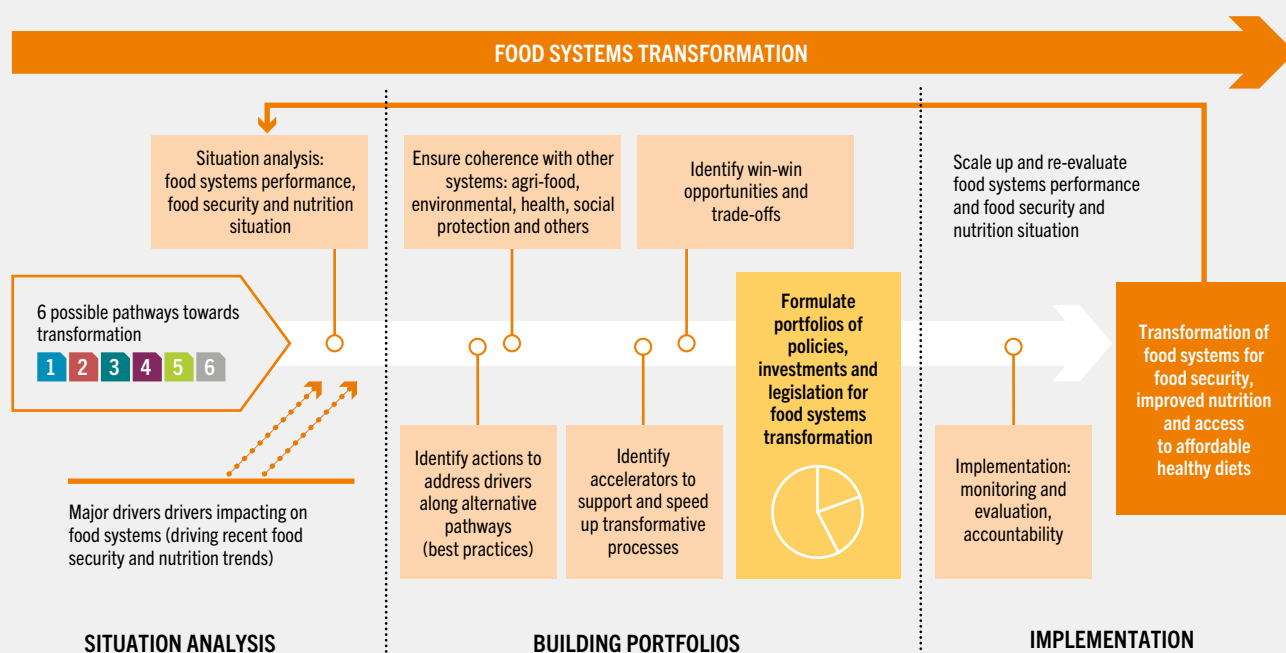 FOOD SYSTEMS TRANSFORMATION
Situation analysis:
food systems performance,
food security and nutrition
situation
6 possible pathways towards
transformation
1 2 3 4 5 6
Major drivers drivers impacting on
food systems (driving recent food
security and nutrition trends)
SITUATION ANALYSIS
Ensure coherence with other
systems: agri-food,
environmental, health, social
protection and others
Identify win-win
opportunities and
trade-offs
Identify actions to
address drivers
along alternative
pathways
(best practices)
Identify
accelerators to
support and speed
up transformative
processes
Formulate
portfolios of
policies,
investments and
legislation for
food systems
transformation
BUILDING PORTFOLIOS
Scale up and re-evaluate
food systems performance
and food security and
nutrition situation
Implementation:
monitoring and
evaluation,
accountability
Transformation of
food systems for
food security,
improved nutrition
and access
to affordable
healthy diets
IMPLEMENTATION